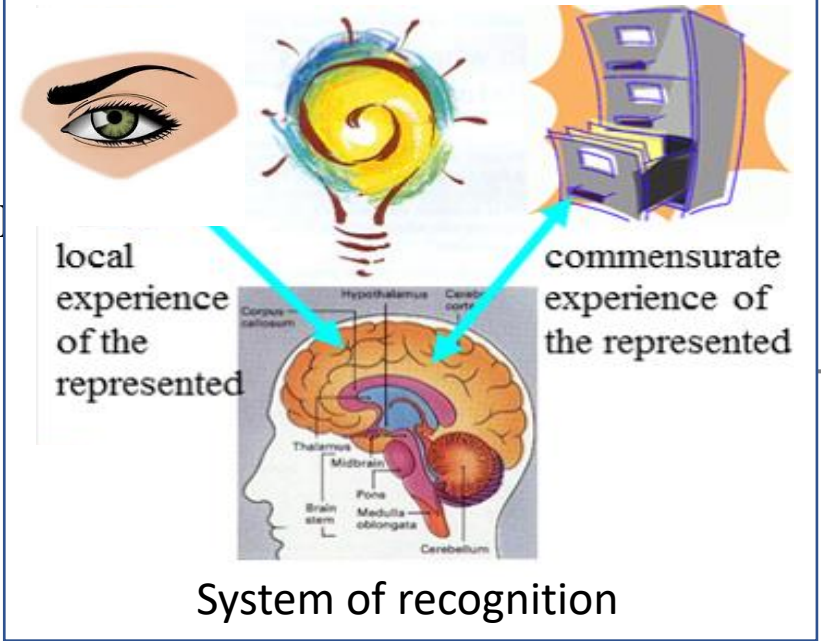 E
local
experience
of the
represented
commensurate
experience of
the represented
Hypothalamus
Corpus
callosum
Thalamus
Midbrain
Pons
Brain
stem
Medulla
oblongata
Cerebellum
System of recognition